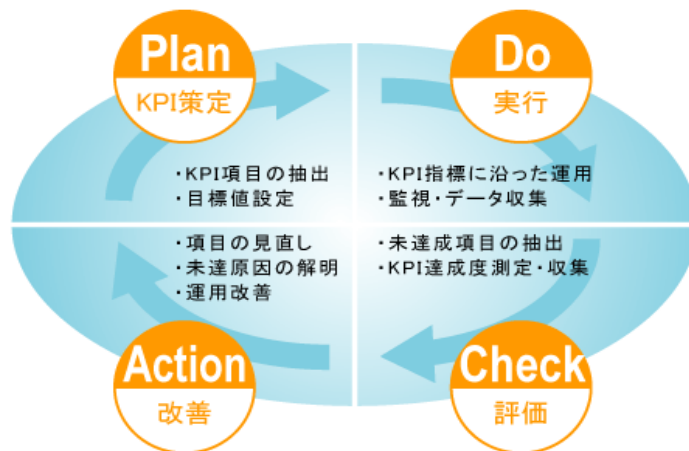 Plan
KPI策定
・KPI項目の抽出
・目標値設定
Do
実行
・KPI指標に沿った運用
・監視・データ収集
・未達成項目の抽出
・KPI達成度測定・収集
Check
評価
・項目の見直し
・未達原因の解明
・運用改善
Action
改善